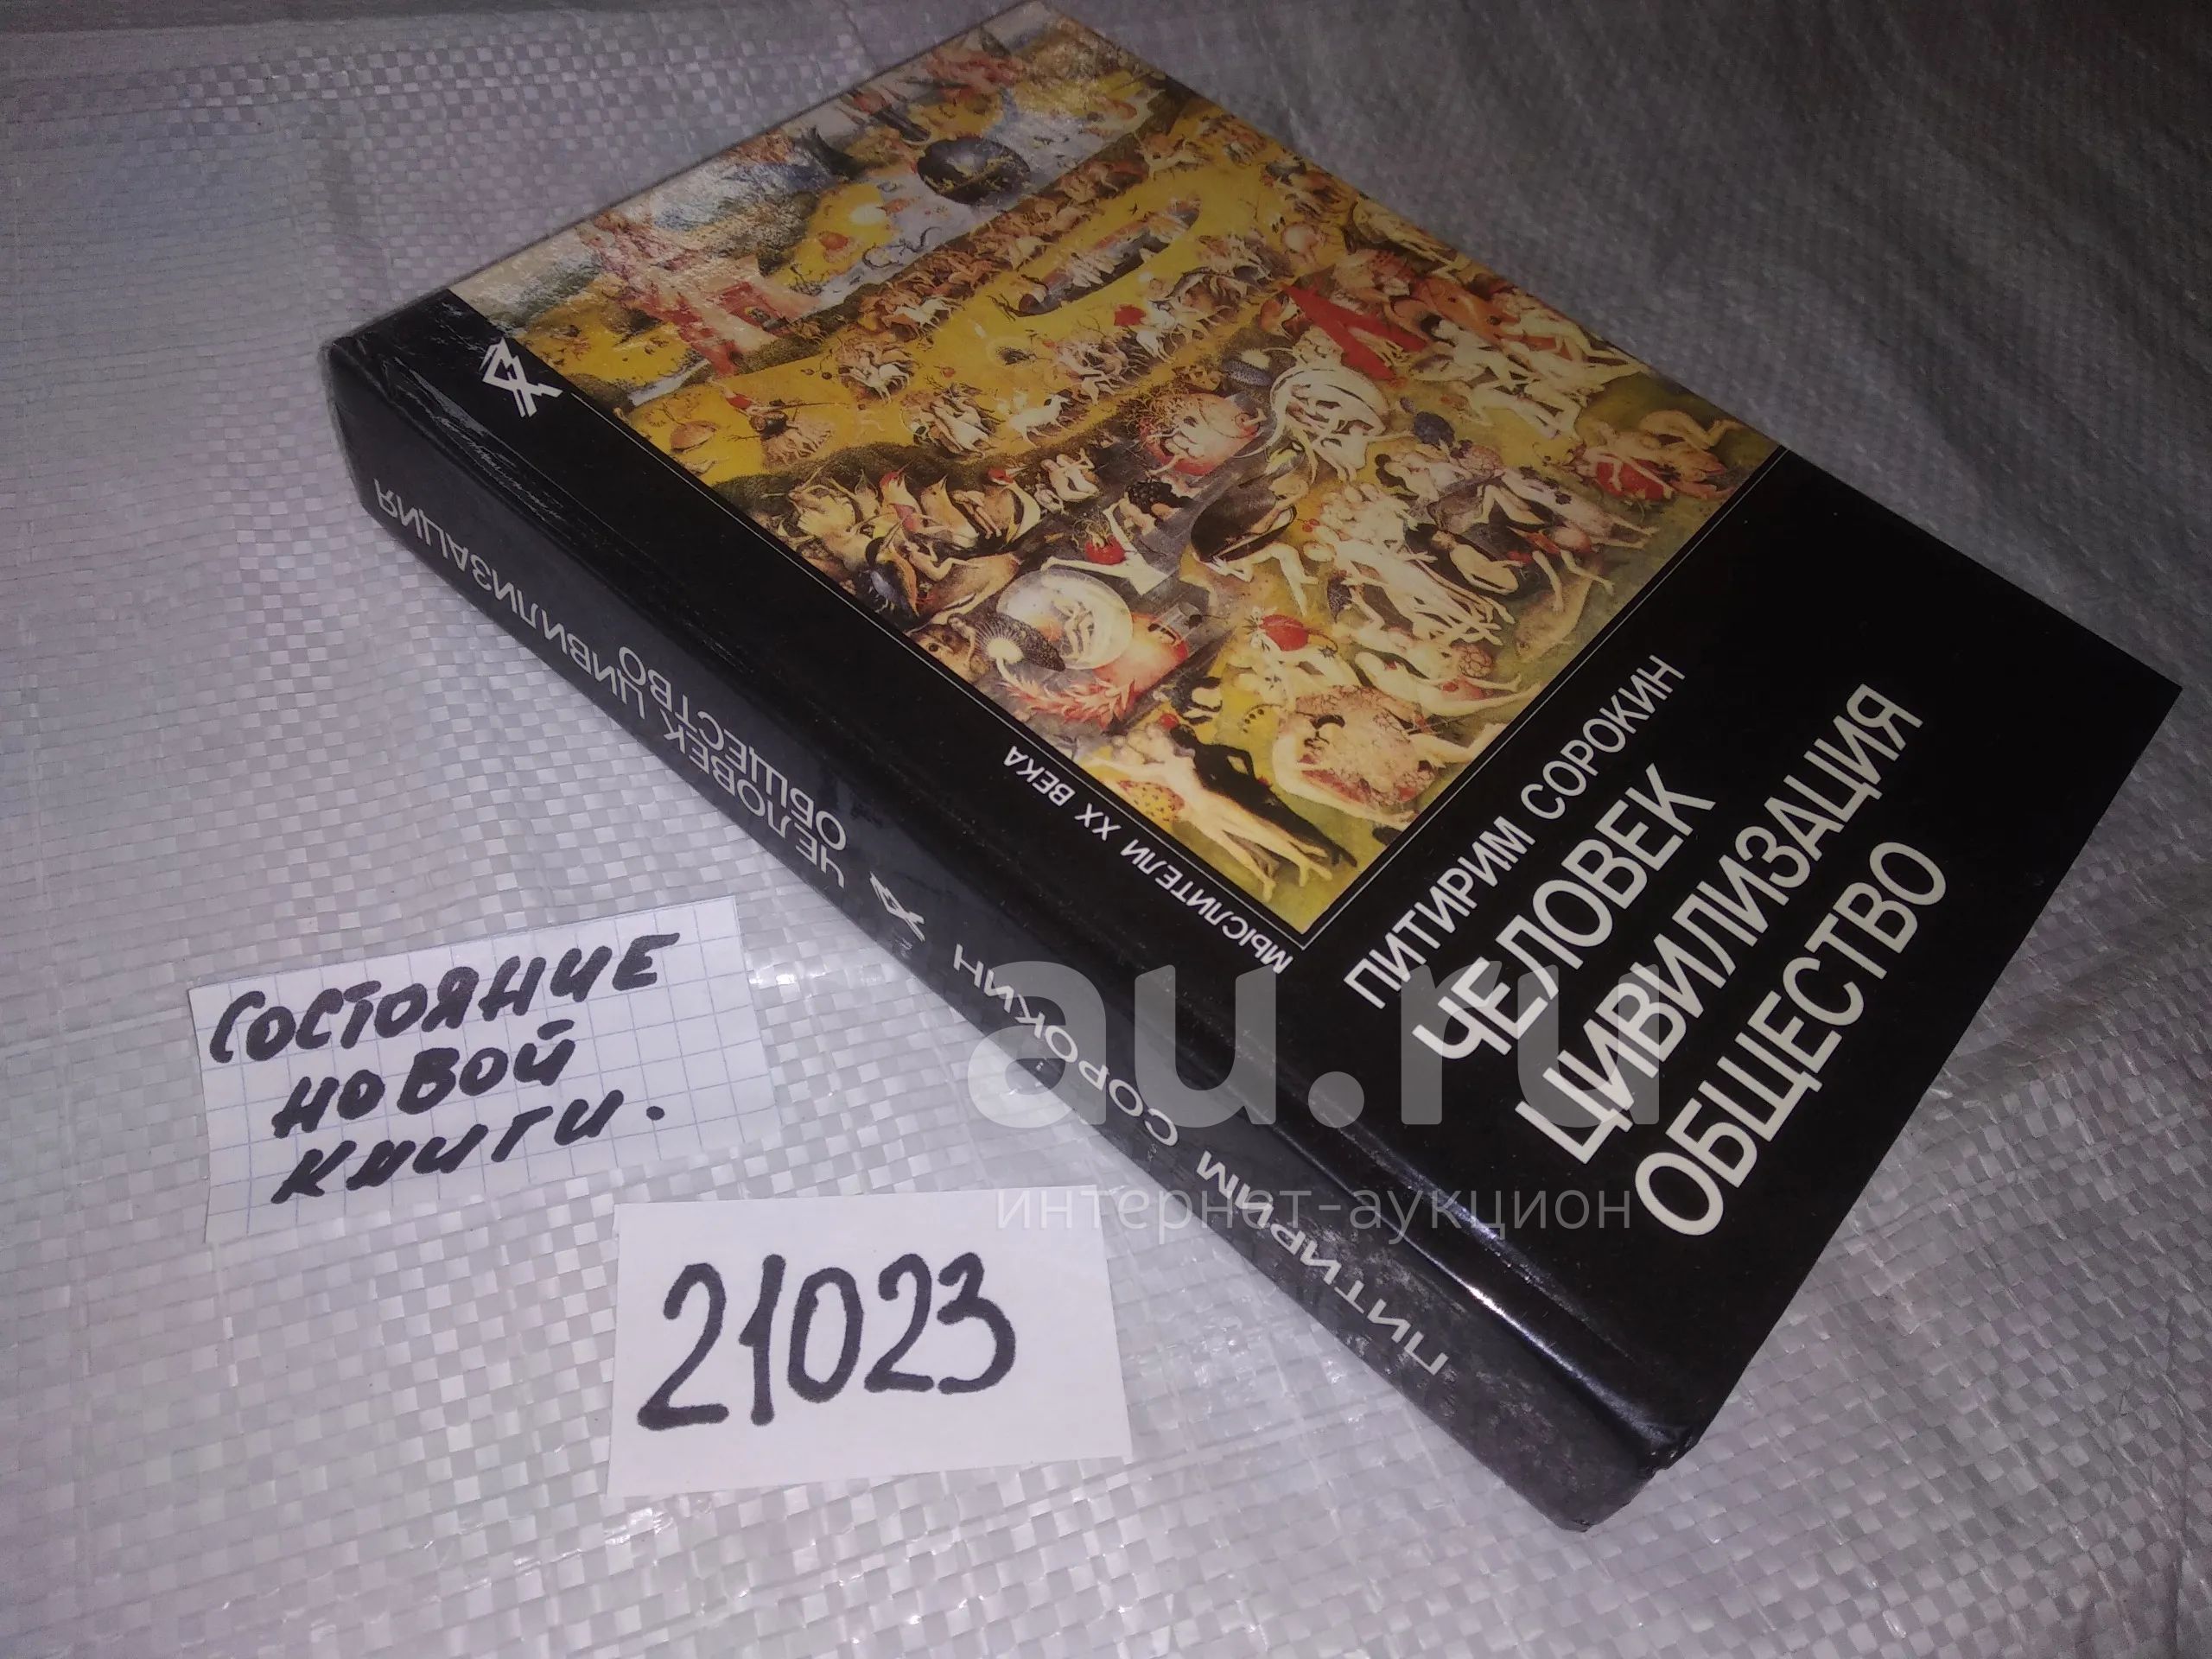 МЫСЛИТЕЛИ XX ВЕКА
ПИТИРИМ СОРОКИН
ЧЕЛОВЕК
ЦИВИЛИЗАЦИЯ
ОБЩЕСТВО
ПИТИРИМ СОРОКИН
ЧЕЛОВЕК ЦИВИЛИЗАЦИЯ
ОБЩЕСТВО
СОСТОЯНИЕ
НОВОЙ
КНИГИ.
21023
au.ru
интернет-аукцион